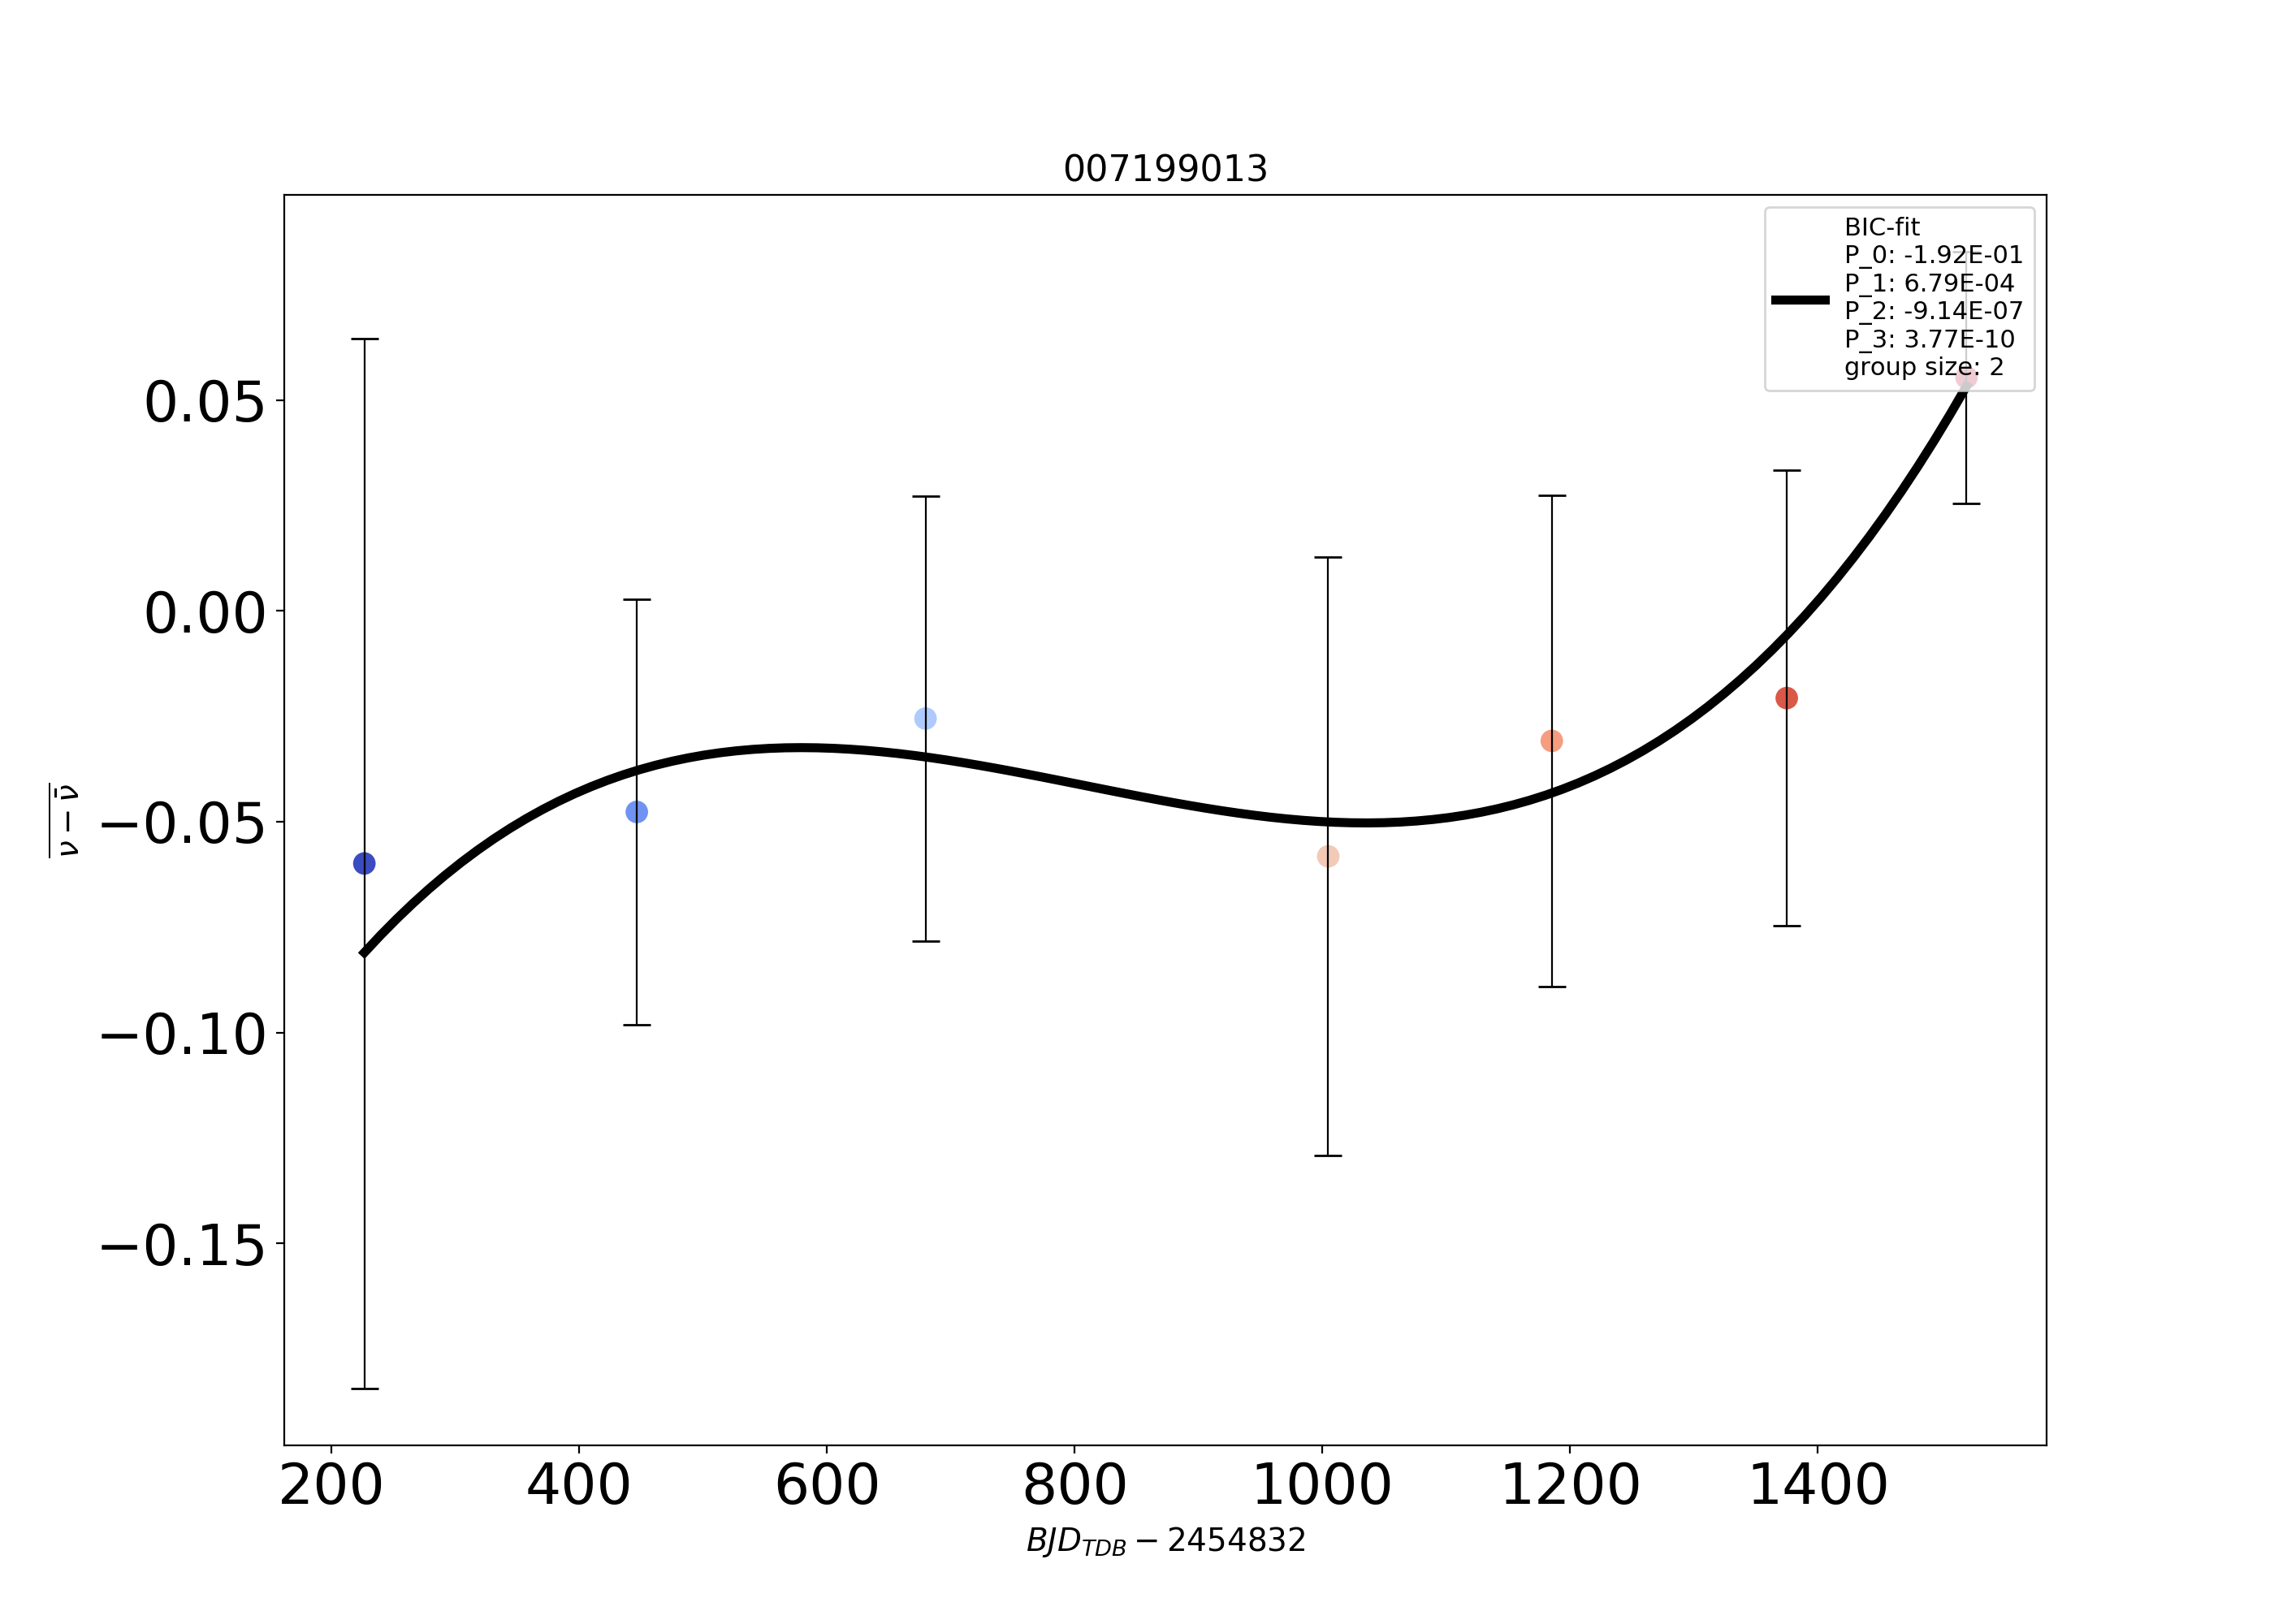 007199013
BIC-fit
P_0: -1.92E-01
P_1: 6.79E-04
P_2: -9.14E-07
P_3: 3.77E-10
group size: 2
0.05
0.00
−0.05
−0.10
−0.15
ν − ν̄
200 400 600 800 1000 1200 1400
BJD_TDB − 2454832